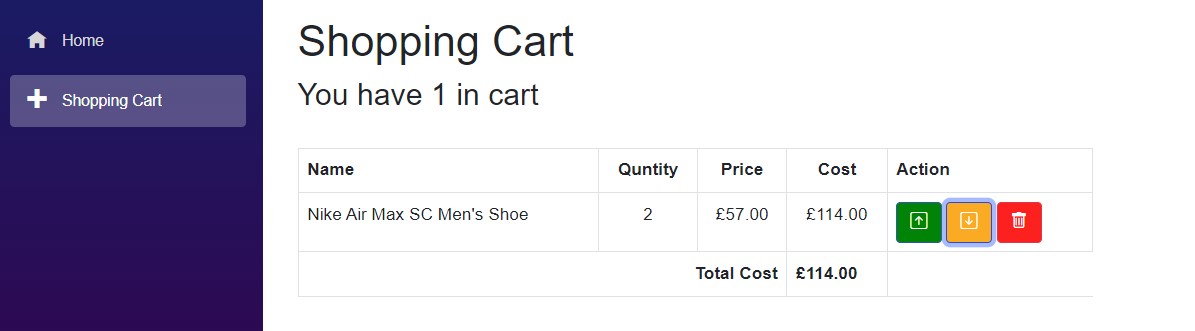 Home
Shopping Cart
Shopping Cart
You have 1 in cart
Name Quntity Price Cost Action
Nike Air Max SC Men's Shoe 2 £57.00 £114.00
Total Cost £114.00